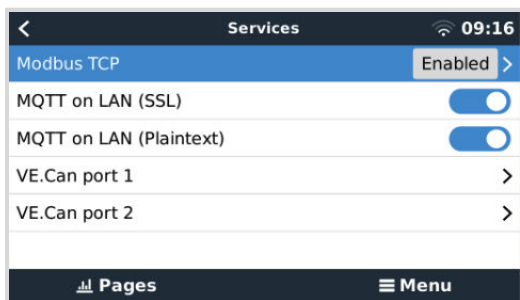 Services 09:16
Modbus TCP Enabled
MQTT on LAN (SSL)
MQTT on LAN (Plaintext)
VE.Can port 1
VE.Can port 2
Pages Menu